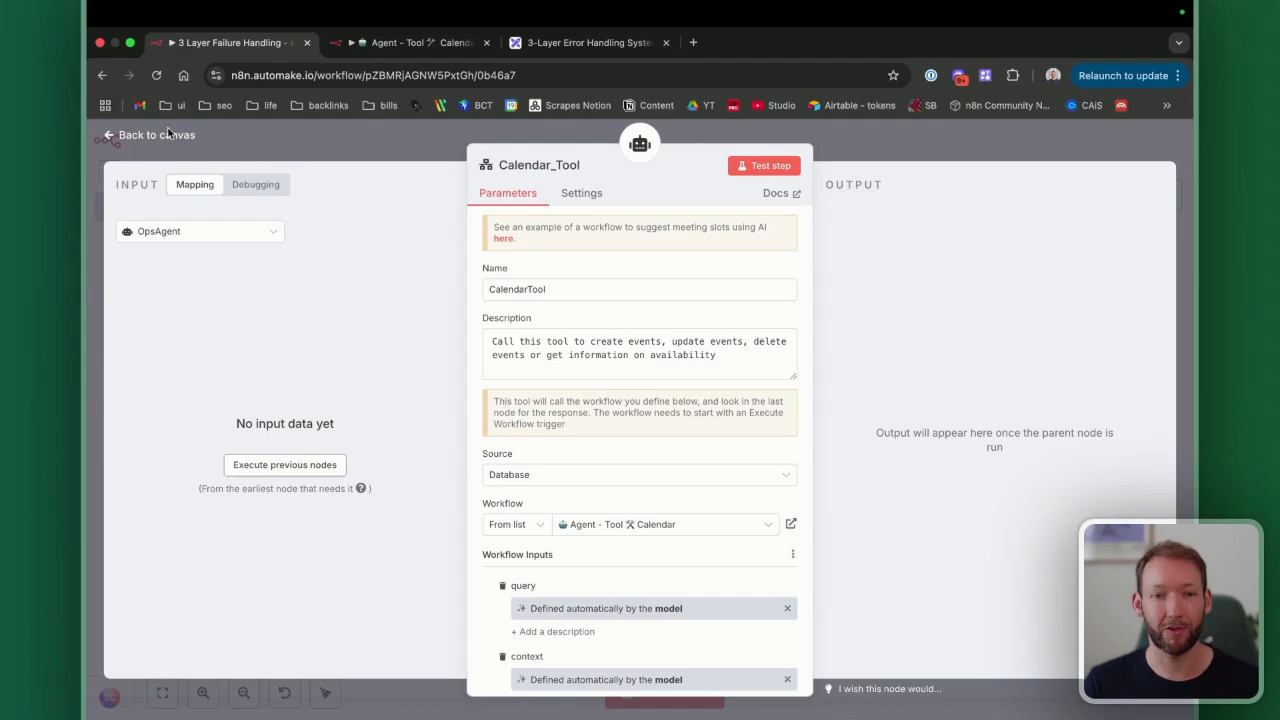 ▶ 3 Layer Failure Handling - r
▶ 🤖 Agent - Tool 🛠 Calenda
3-Layer Error Handling Syste
n8n.automake.io/workflow/pZBMRjAGNW5PxtGh/0b46a7
9+
Relaunch to update
ui
seo
life
backlinks
bills
BCT
Scrapes Notion
Content
YT
Studio
Airtable - tokens
SB
n8n Community N...
CAiS
Back to canvas
INPUT
Mapping
Debugging
OpsAgent
No input data yet
Execute previous nodes
(From the earliest node that needs it ? )
Calendar_Tool
Test step
Parameters
Settings
Docs
See an example of a workflow to suggest meeting slots using AI
here.
Name
CalendarTool
Description
Call this tool to create events, update events, delete
events or get information on availability
This tool will call the workflow you define below, and look in the last
node for the response. The workflow needs to start with an Execute
Workflow trigger
Source
Database
Workflow
From list
🤖 Agent - Tool 🛠 Calendar
Workflow Inputs
query
Defined automatically by the model
+ Add a description
context
Defined automatically by the model
OUTPUT
Output will appear here once the parent node is
run
I wish this node would...